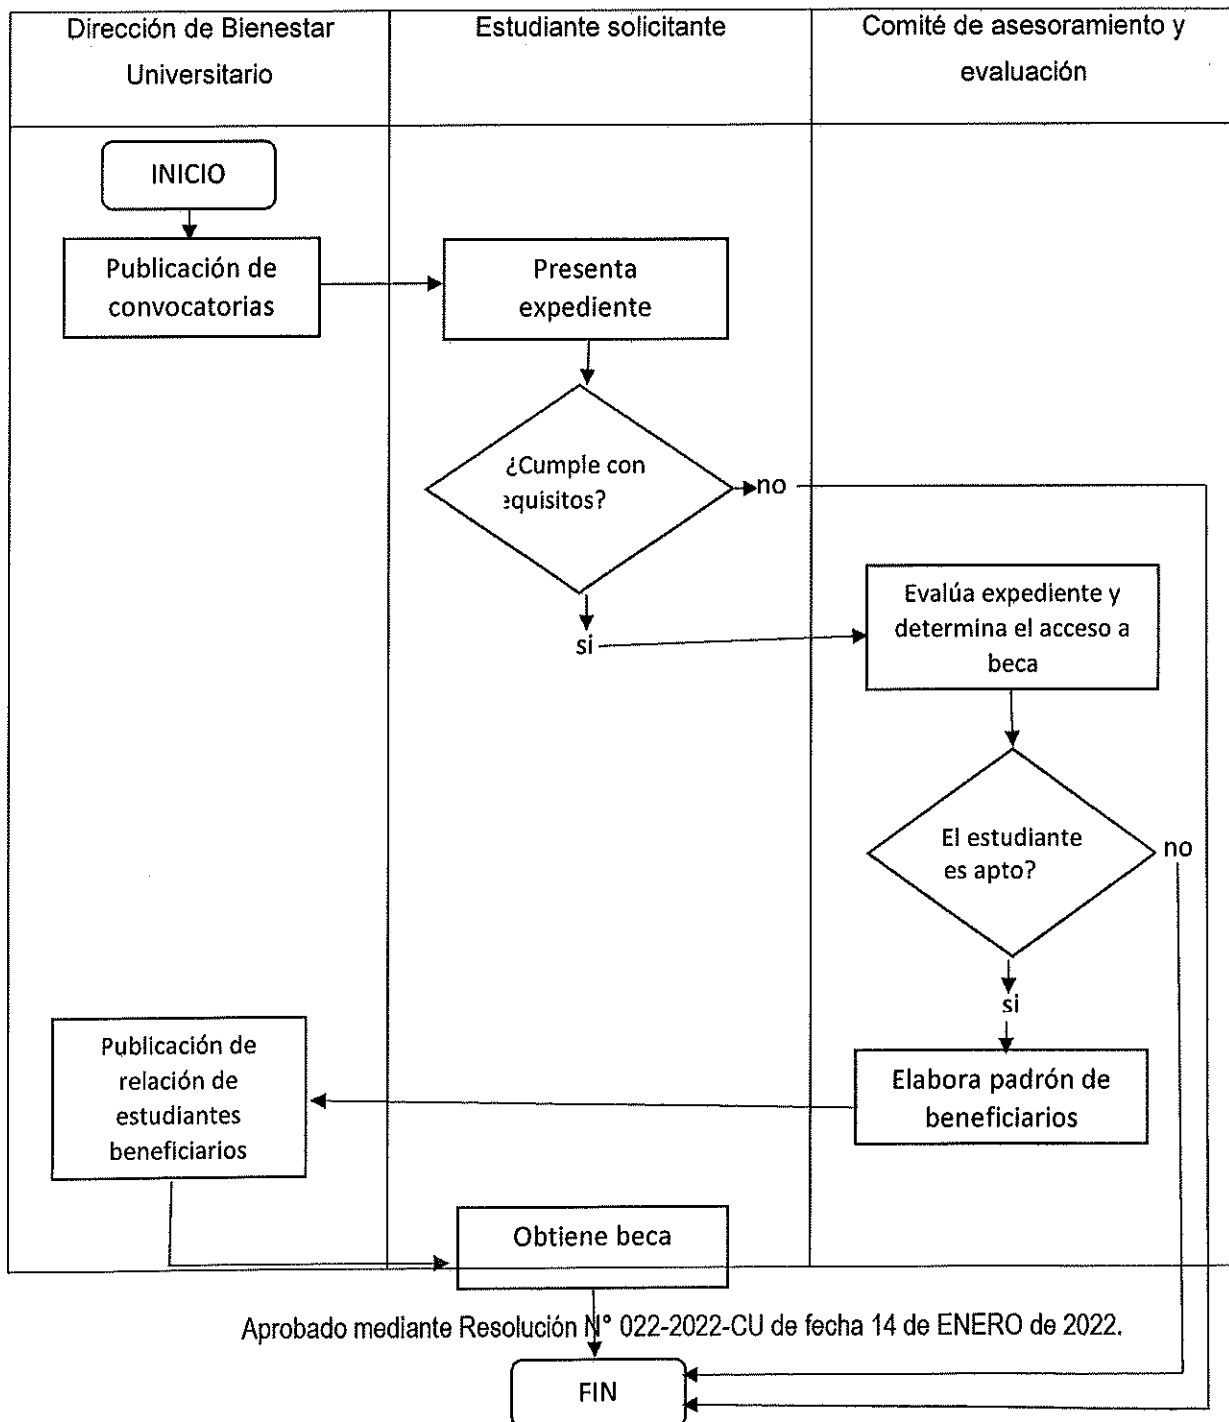 Dirección de Bienestar
Universitario
Estudiante solicitante
Comité de asesoramiento y
evaluación
INICIO
Publicación de
convocatorias
Presenta
expediente
¿Cumple con
equisitos?
no
si
Evalúa expediente y
determina el acceso a
beca
El estudiante
es apto?
no
si
Elabora padrón de
beneficiarios
Publicación de
relación de
estudiantes
beneficiarios
Obtiene beca
Aprobado mediante Resolución N° 022-2022-CU de fecha 14 de ENERO de 2022.
FIN